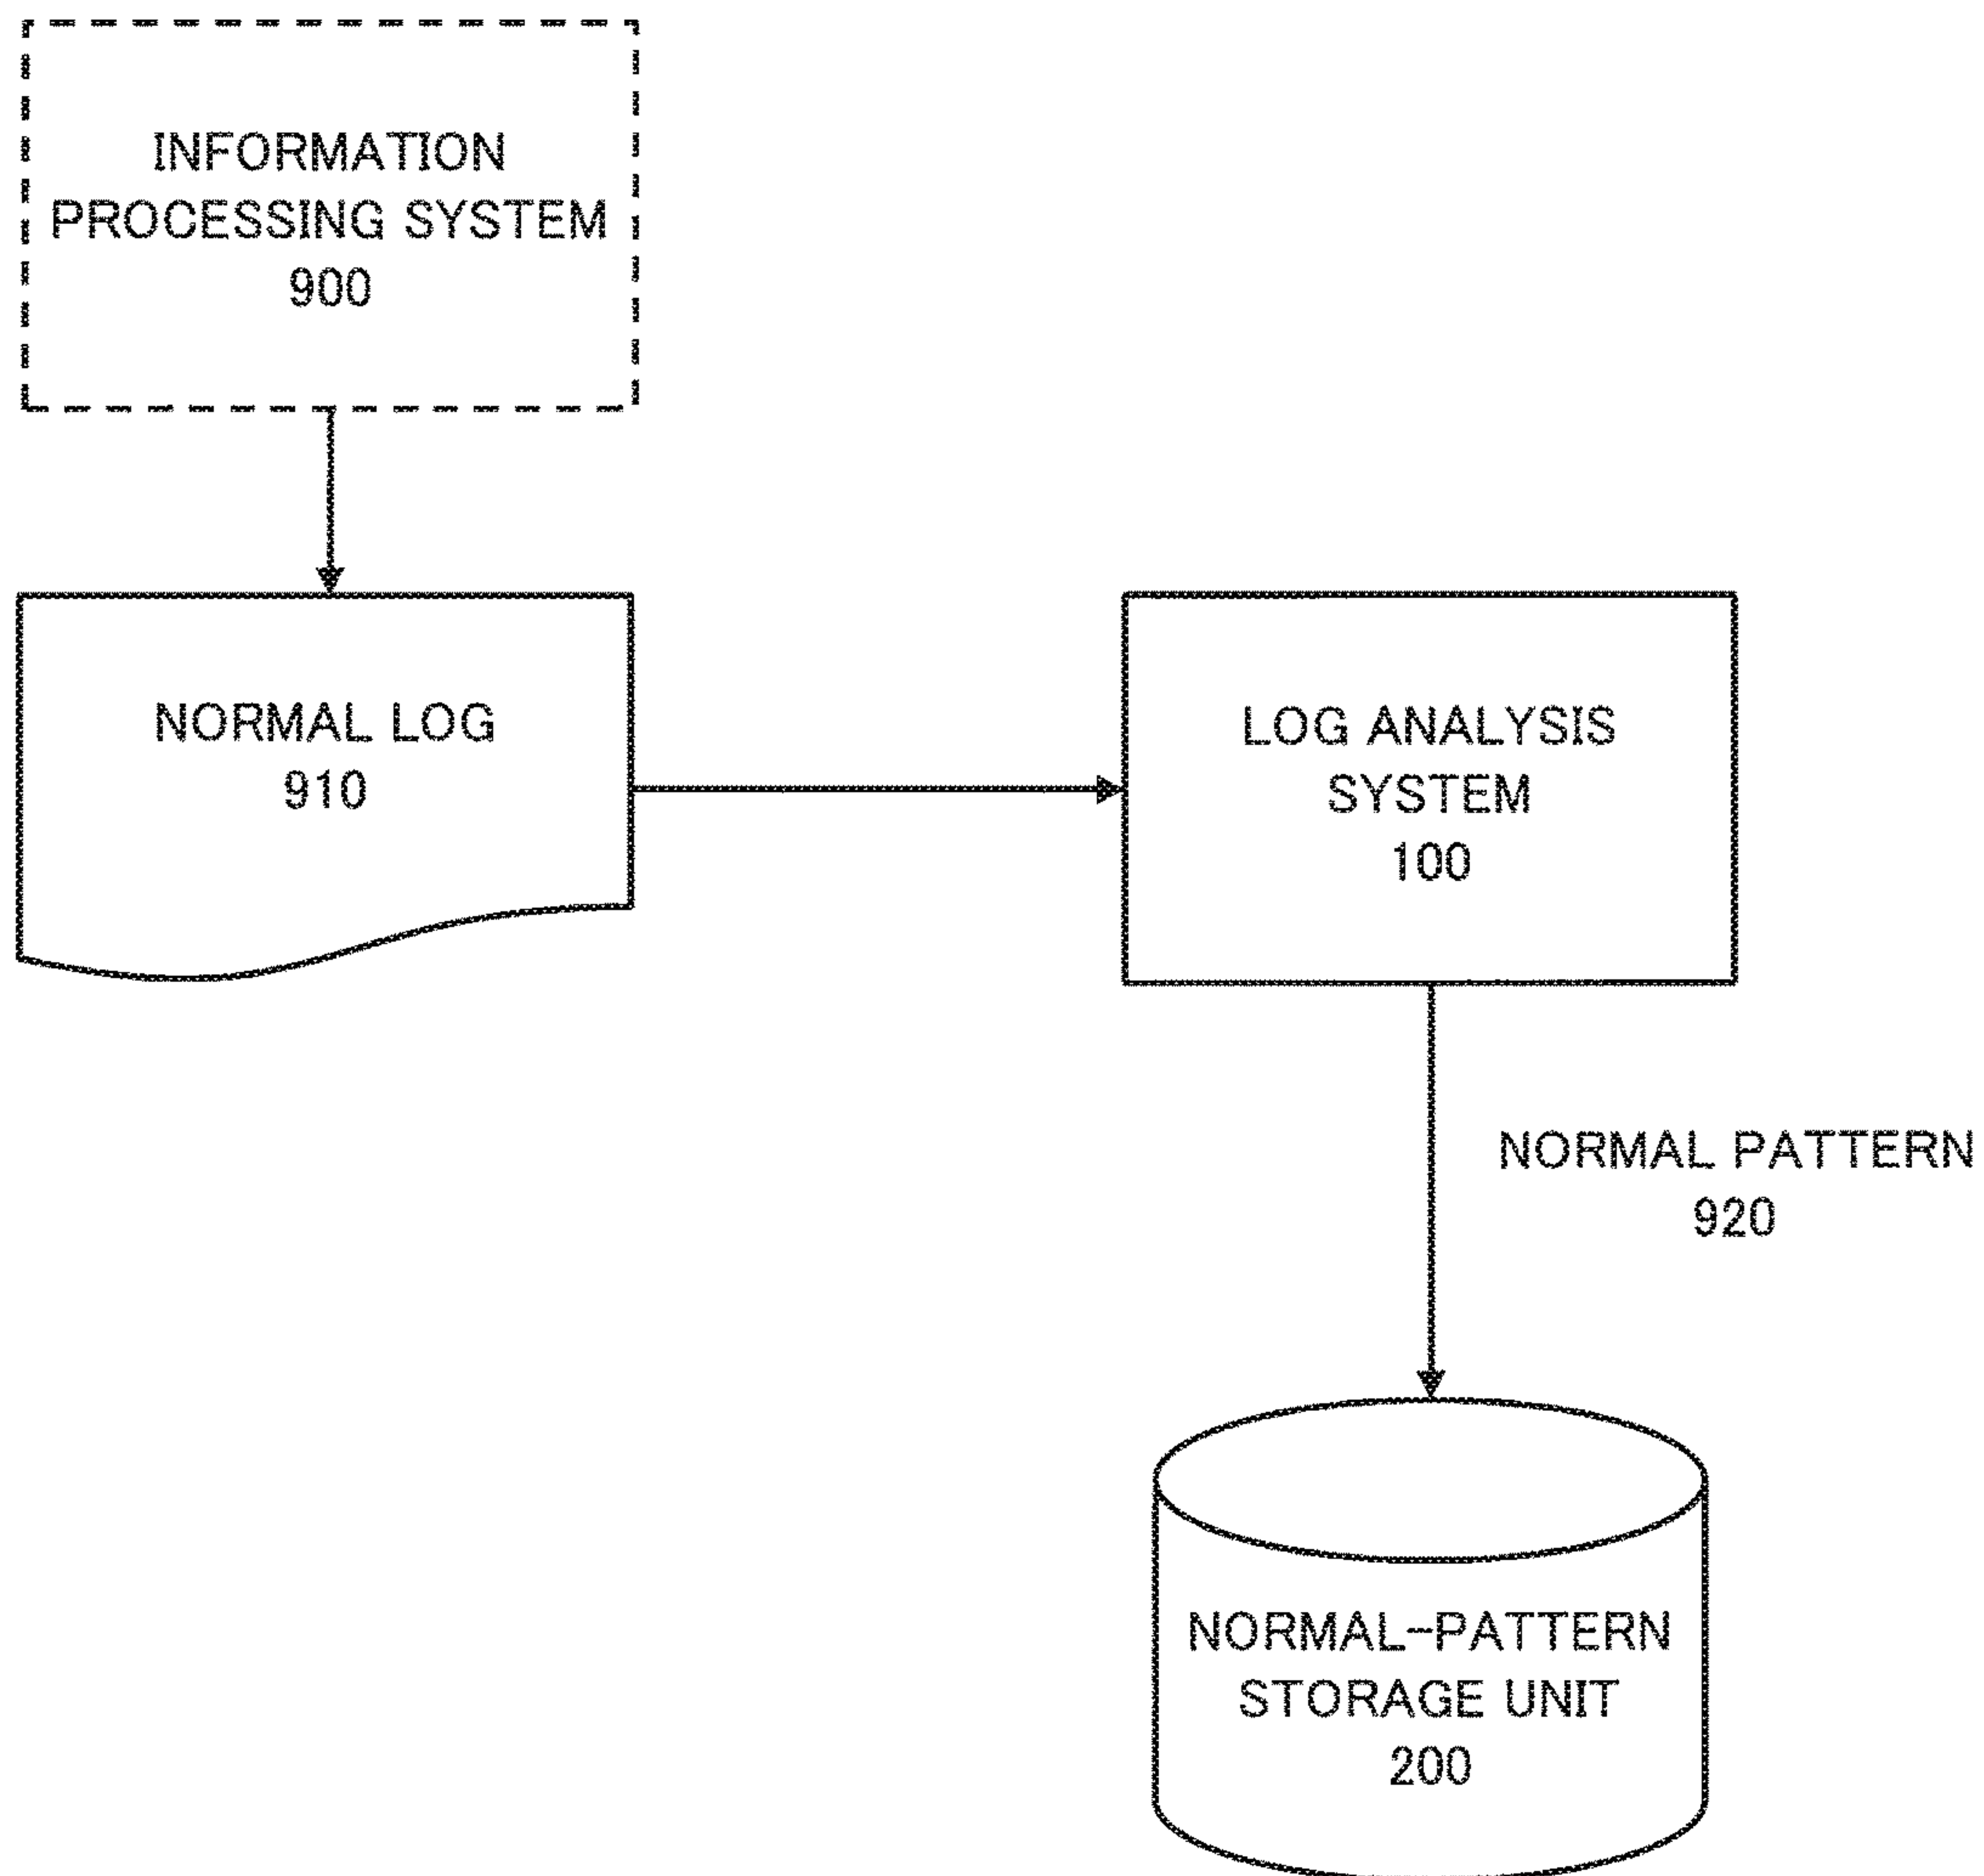 INFORMATION
PROCESSING SYSTEM
900
NORMAL LOG
910
LOG ANALYSIS
SYSTEM
100
NORMAL PATTERN
920
NORMAL-PATTERN
STORAGE UNIT
200